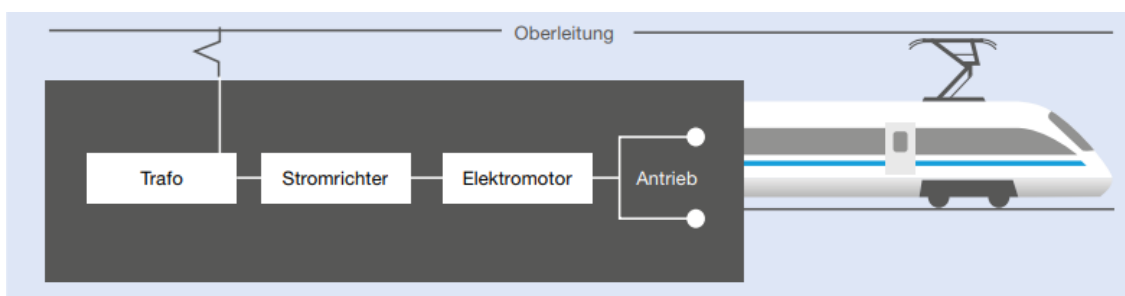 Oberleitung
Trafo
Stromrichter
Elektromotor
Antrieb